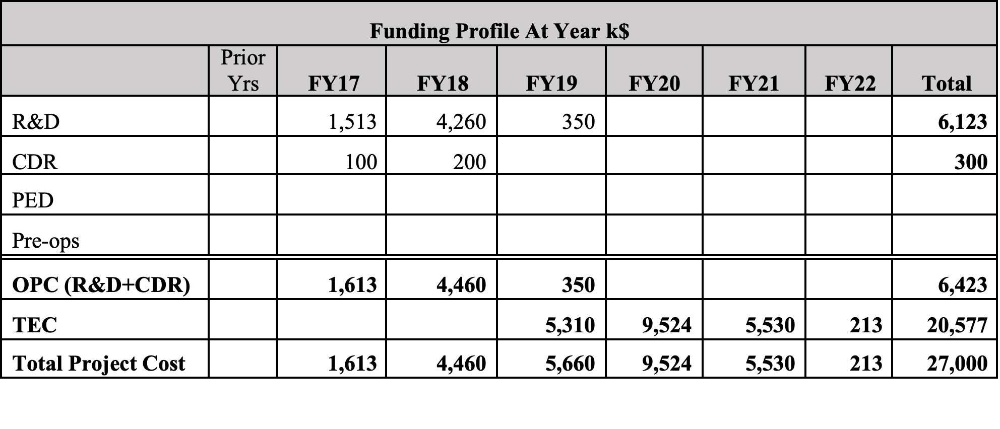 Funding Profile At Year k$
Prior Yrs FY17 FY18 FY19 FY20 FY21 FY22 Total
R&D 1,513 4,260 350 6,123
CDR 100 200 300
PED
Pre-ops
OPC (R&D+CDR) 1,613 4,460 350 6,423
TEC 5,310 9,524 5,530 213 20,577
Total Project Cost 1,613 4,460 5,660 9,524 5,530 213 27,000